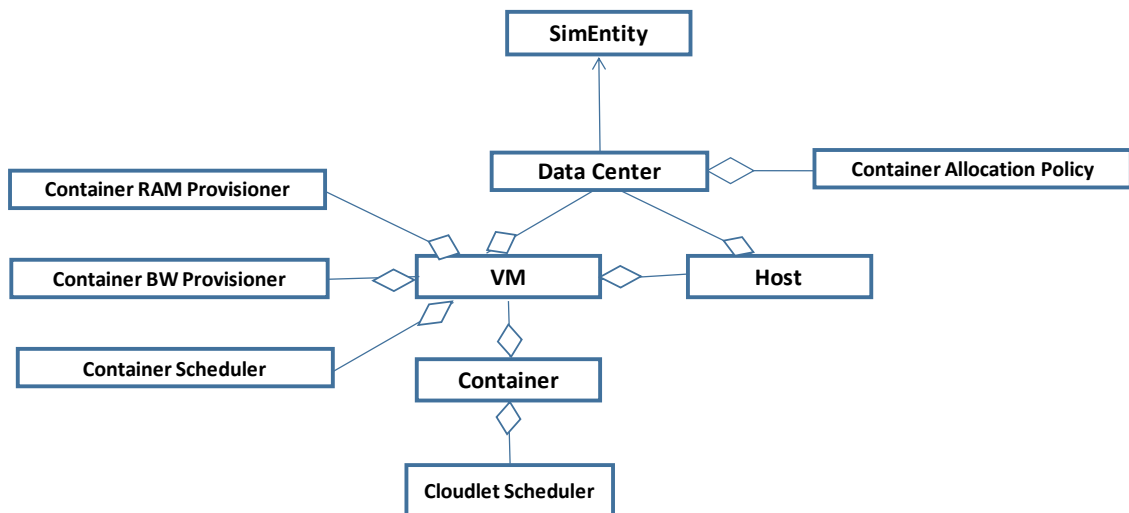 SimEntity
Data Center
Container Allocation Policy
Container RAM Provisioner
Container BW Provisioner
VM
Host
Container Scheduler
Container
Cloudlet Scheduler